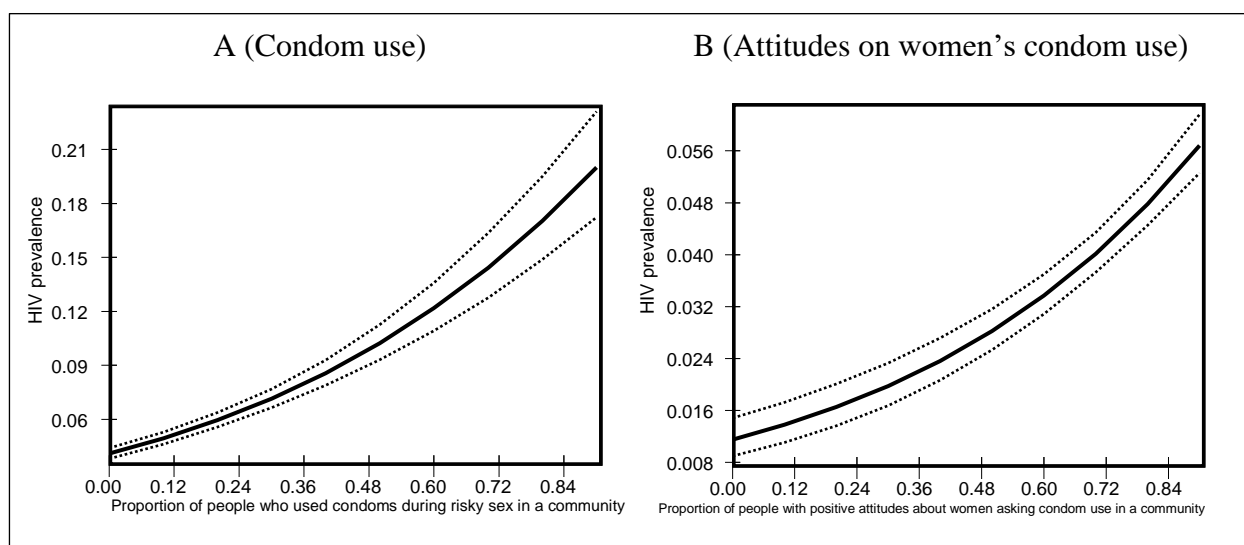 A (Condom use)
HIV prevalence
0.21
0.18
0.15
0.12
0.09
0.06
0.00 0.12 0.24 0.36 0.48 0.60 0.72 0.84
Proportion of people who used condoms during risky sex in a community
B (Attitudes on women’s condom use)
HIV prevalence
0.056
0.048
0.040
0.032
0.024
0.016
0.008
0.00 0.12 0.24 0.36 0.48 0.60 0.72 0.84
Proportion of people with positive attitudes about women asking condom use in a community